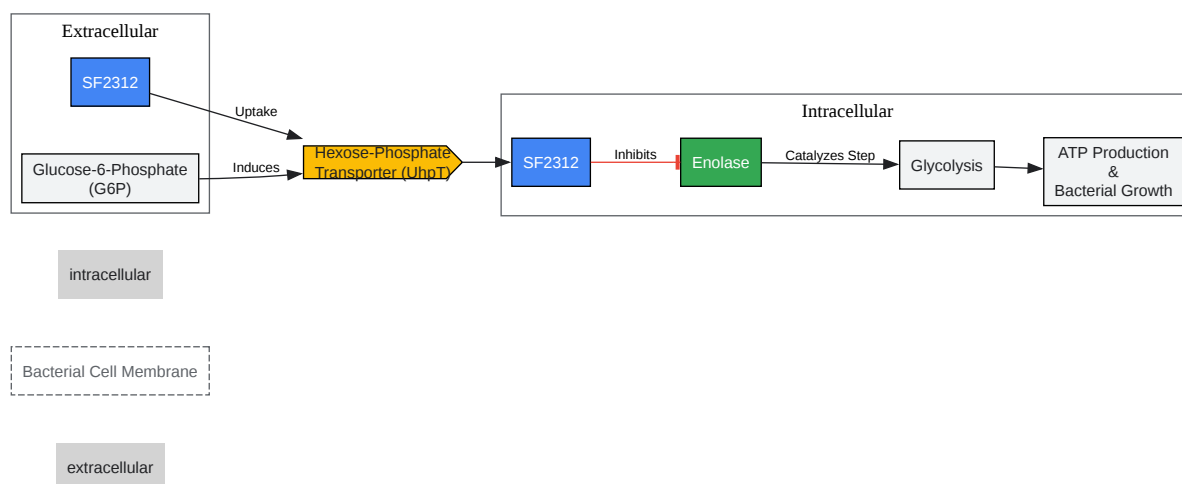 Extracellular
SF2312
Uptake
Glucose-6-Phosphate
(G6P)
Induces
Hexose-Phosphate
Transporter (UhpT)
Intracellular
SF2312
Inhibits
Enolase
Catalyzes Step
Glycolysis
ATP Production
&
Bacterial Growth
intracellular
Bacterial Cell Membrane
extracellular